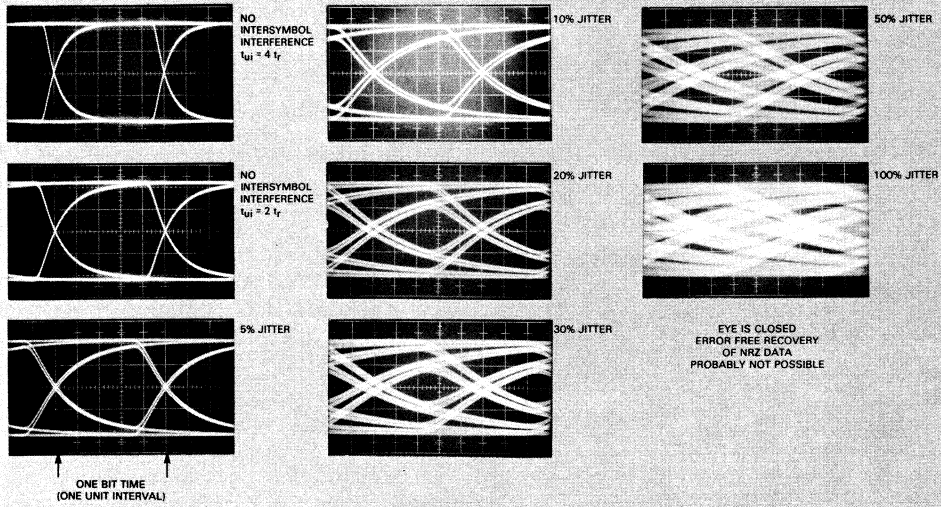 NO
INTERSYMBOL
INTERFERENCE
tui = 4 tr
NO
INTERSYMBOL
INTERFERENCE
tui = 2 tr
5% JITTER
ONE BIT TIME
(ONE UNIT INTERVAL)
10% JITTER
20% JITTER
30% JITTER
50% JITTER
100% JITTER
EYE IS CLOSED
ERROR FREE RECOVERY
OF NRZ DATA
PROBABLY NOT POSSIBLE